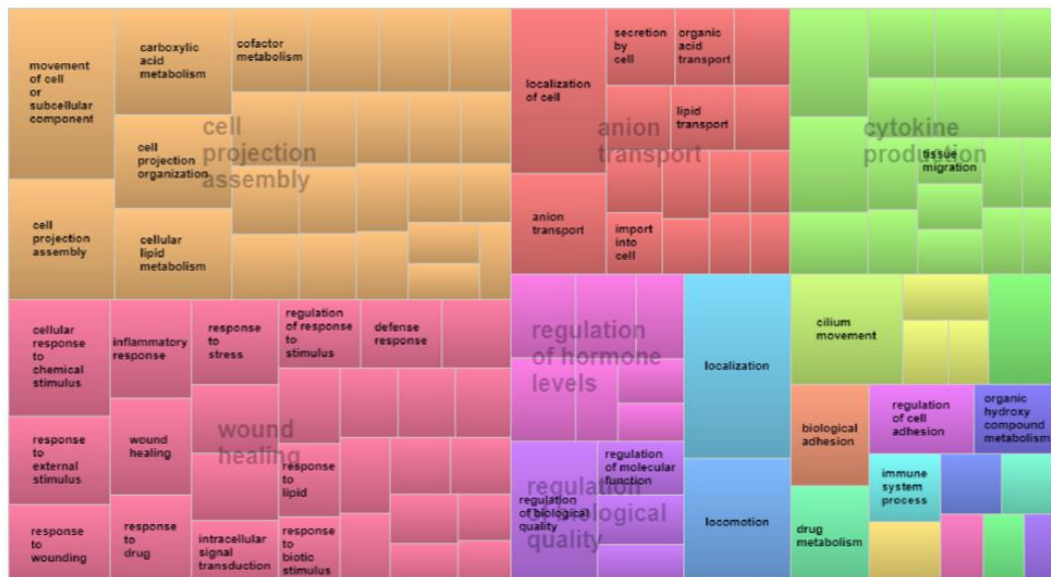 movement
of cell
or
subcellular
component
carboxylic
acid
metabolism
cofactor
metabolism
cell
projection
organization
cell
projection
assembly
cell
projection
assembly
cellular
lipid
metabolism
localization
of cell
secretion
by
cell
organic
acid
transport
lipid
transport
anion
transport
anion
transport
import
into
cell
cytokine
production
tissue
migration
cellular
response
to
chemical
stimulus
inflammatory
response
response
to
stress
regulation
of response
to
stimulus
defense
response
response
to
external
stimulus
wound
healing
wound
healing
response
to
lipid
response
to
wounding
response
to
drug
intracellular
signal
transduction
response
to
biotic
stimulus
regulation
of hormone
levels
localization
regulation
of biological
quality
regulation
of molecular
function
regulation
of biological
quality
locomotion
cilium
movement
biological
adhesion
regulation
of cell
adhesion
organic
hydroxy
compound
metabolism
immune
system
process
drug
metabolism